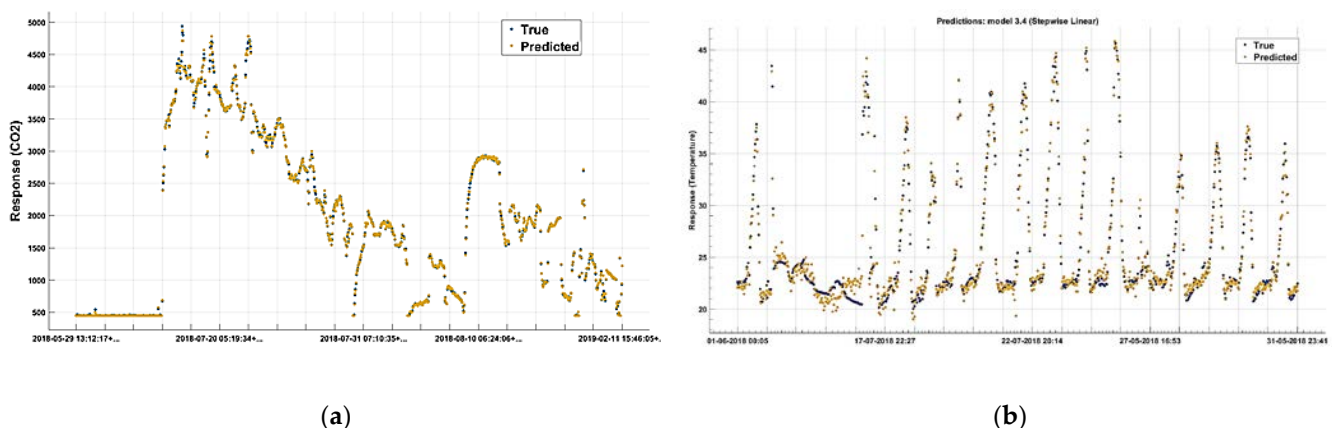 5000
4500
4000
3500
3000
2500
2000
1500
1000
500
Response (CO2)
True
Predicted
2018-05-29 13:12:17+...
2018-07-20 05:19:34+...
2018-07-31 07:10:35+...
2018-08-10 06:24:06+...
2019-02-11 15:46:05+.
(a)
Predictions: model 3.4 (Stepwise Linear)
45
40
35
30
25
20
Response (Temperature)
True
Predicted
01-06-2018 00:05
17-07-2018 22:27
22-07-2018 20:14
27-05-2018 16:53
31-05-2018 23:41
(b)